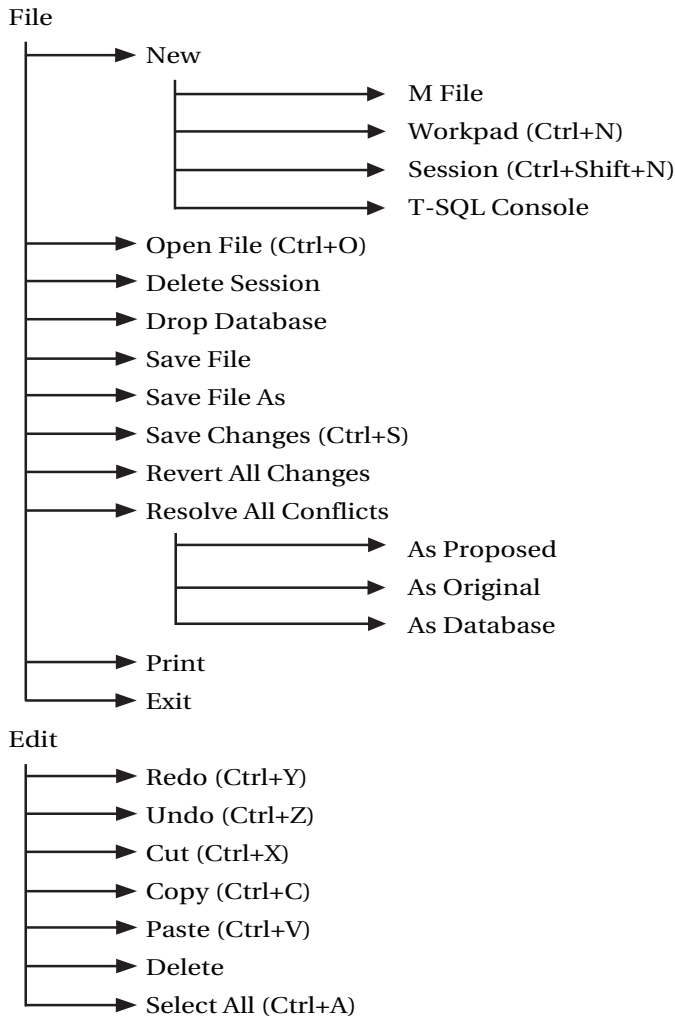 File
New
M File
Workpad (Ctrl+N)
Session (Ctrl+Shift+N)
T-SQL Console
Open File (Ctrl+O)
Delete Session
Drop Database
Save File
Save File As
Save Changes (Ctrl+S)
Revert All Changes
Resolve All Conflicts
As Proposed
As Original
As Database
Print
Exit
Edit
Redo (Ctrl+Y)
Undo (Ctrl+Z)
Cut (Ctrl+X)
Copy (Ctrl+C)
Paste (Ctrl+V)
Delete
Select All (Ctrl+A)